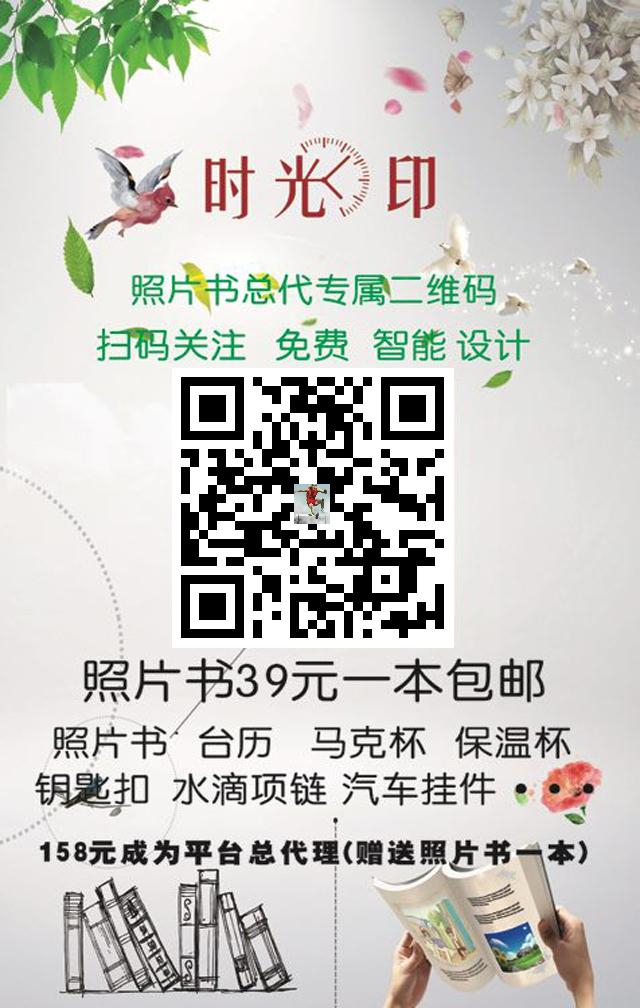 时光印
照片书总代专属二维码
扫码关注 免费 智能 设计
照片书39元一本包邮
照片书 台历 马克杯 保温杯
钥匙扣 水滴项链 汽车挂件
158元成为平台总代理(赠送照片书一本)